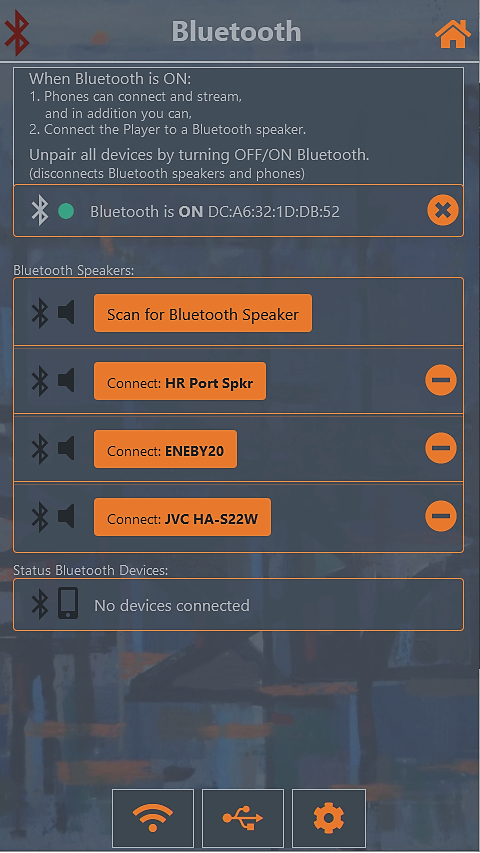 Bluetooth
When Bluetooth is ON:
1. Phones can connect and stream,
and in addition you can,
2. Connect the Player to a Bluetooth speaker.
Unpair all devices by turning OFF/ON Bluetooth.
(disconnects Bluetooth speakers and phones)
Bluetooth is ON DC:A6:32:1D:DB:52
Bluetooth Speakers:
Scan for Bluetooth Speaker
Connect: HR Port Spkr
Connect: ENEBY20
Connect: JVC HA-S22W
Status Bluetooth Devices:
No devices connected